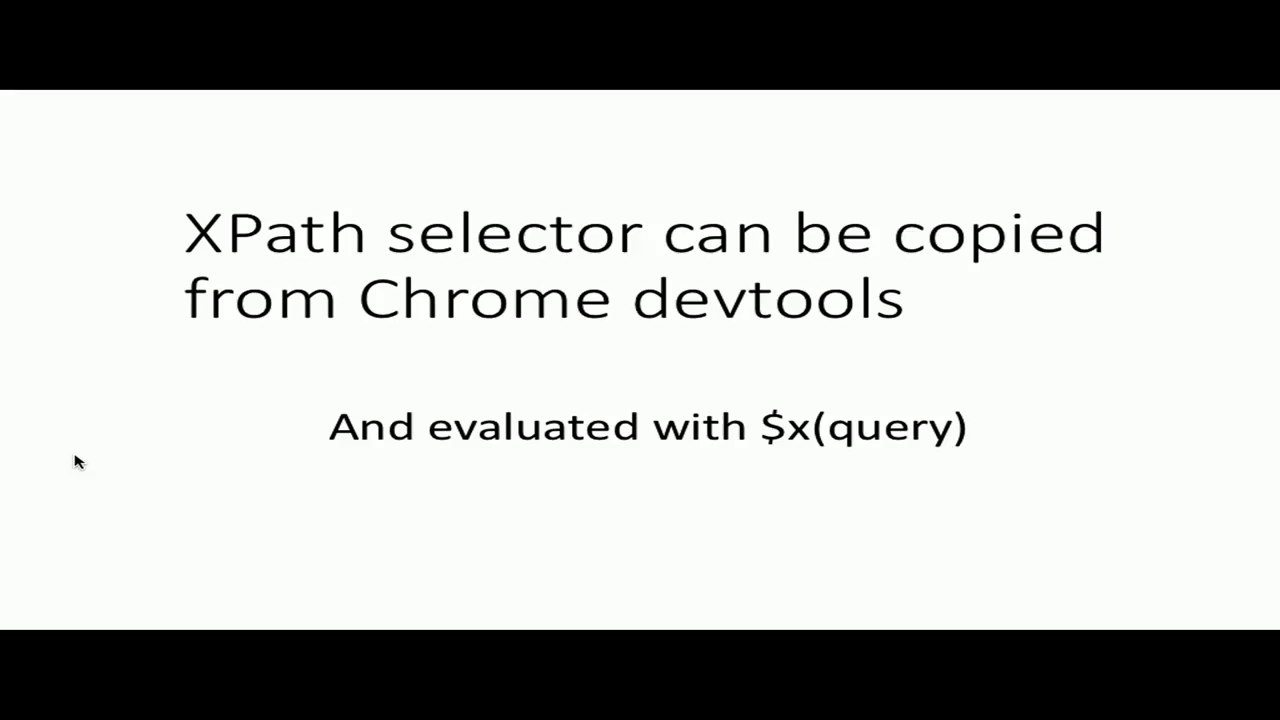 XPath selector can be copied
from Chrome devtools
And evaluated with $x(query)